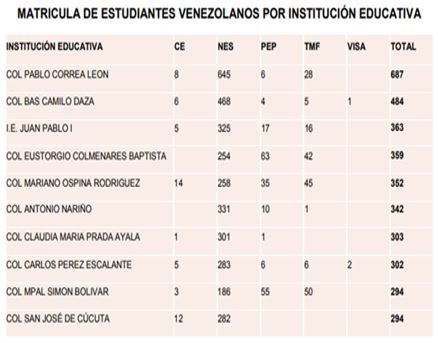 MATRICULA DE ESTUDIANTES VENEZOLANOS POR INSTITUCIÓN EDUCATIVA
INSTITUCIÓN EDUCATIVA CE NES PEP TMF VISA TOTAL
COL PABLO CORREA LEON 8 645 6 28 687
COL BAS CAMILO DAZA 6 468 4 5 1 484
I.E. JUAN PABLO I 5 325 17 16 363
COL EUSTORGIO COLMENARES BAPTISTA 254 63 42 359
COL MARIANO OSPINA RODRIGUEZ 14 258 35 45 352
COL ANTONIO NARIÑO 331 10 1 342
COL CLAUDIA MARIA PRADA AYALA 1 301 1 303
COL CARLOS PEREZ ESCALANTE 5 283 6 6 2 302
COL MPAL SIMON BOLIVAR 3 186 55 50 294
COL SAN JOSÉ DE CÚCUTA 12 282 294